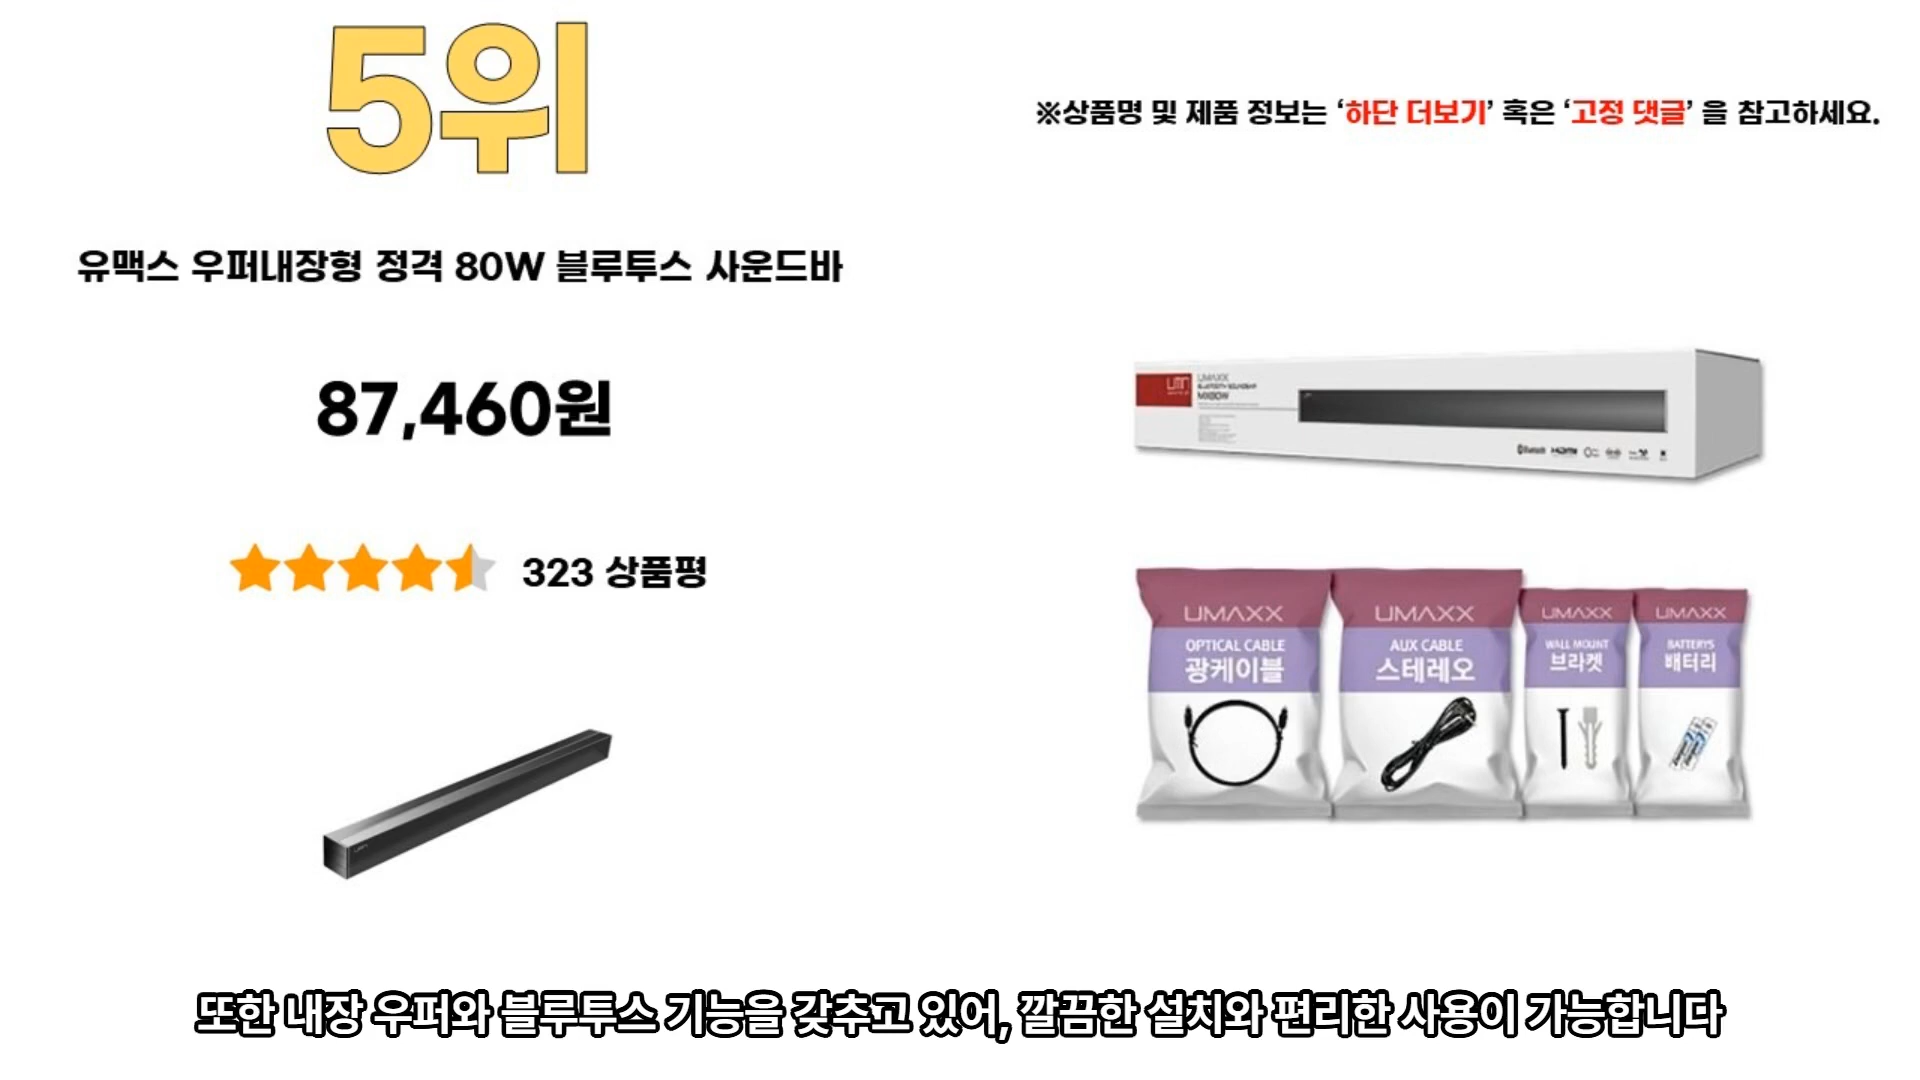 5위
※상품명 및 제품 정보는 ‘하단 더보기’ 혹은 ‘고정 댓글’ 을 참고하세요.
유맥스 우퍼내장형 정격 80W 블루투스 사운드바
87,460원
323 상품평
UMAXX
MX80W
Bluetooth HDMI
UMAXX
OPTICAL CABLE
광케이블
UMAXX
AUX CABLE
스테레오
UMAXX
WALL MOUNT
브라켓
UMAXX
BATTERYS
배터리
또한 내장 우퍼와 블루투스 기능을 갖추고 있어, 깔끔한 설치와 편리한 사용이 가능합니다